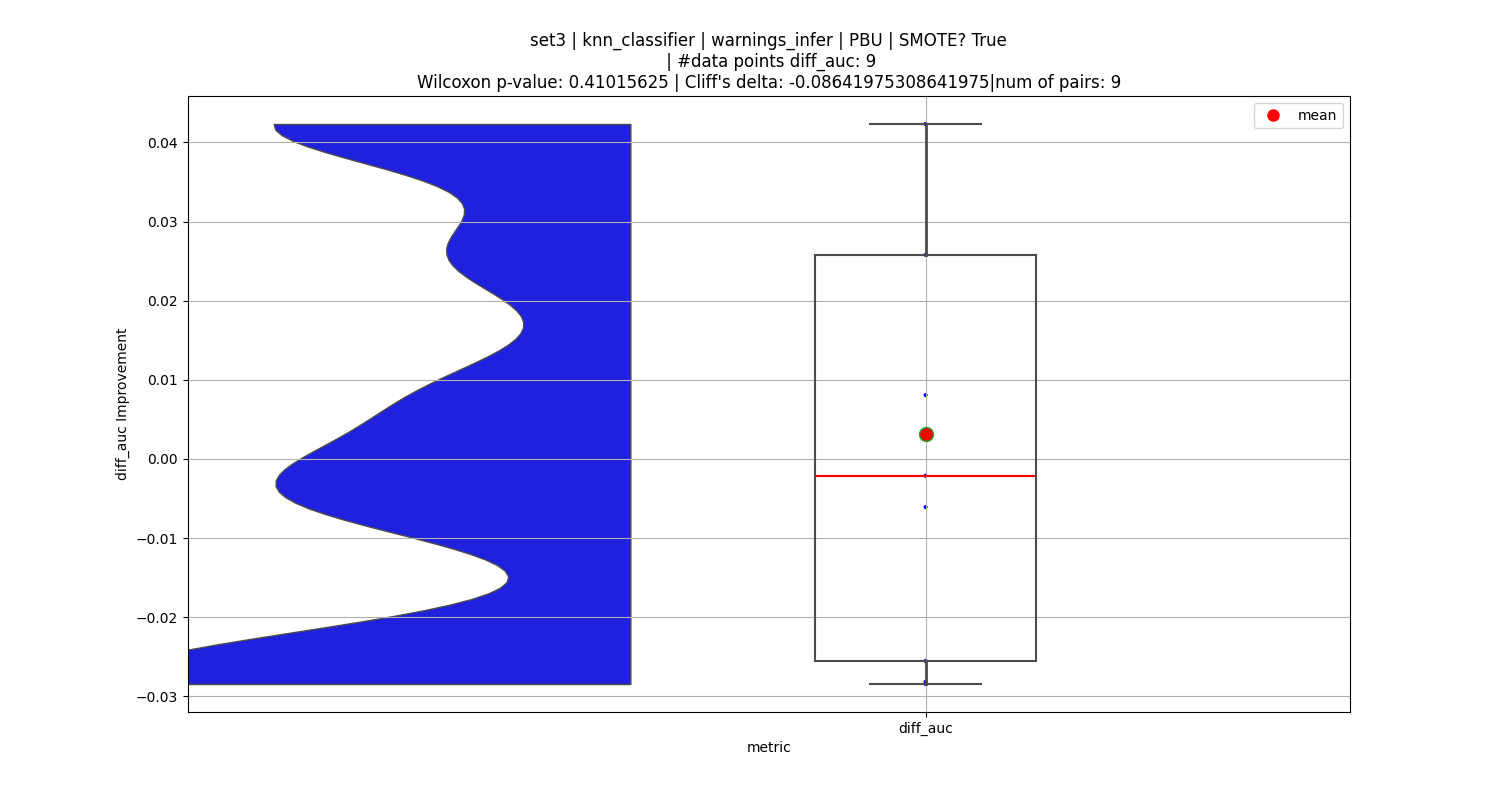 set3 | knn_classifier | warnings_infer | PBU | SMOTE? True
| #data points diff_auc: 9
Wilcoxon p-value: 0.41015625 | Cliff's delta: -0.08641975308641975|num of pairs: 9
mean
0.04
0.03
0.02
0.01
0.00
−0.01
−0.02
−0.03
diff_auc Improvement
diff_auc
metric